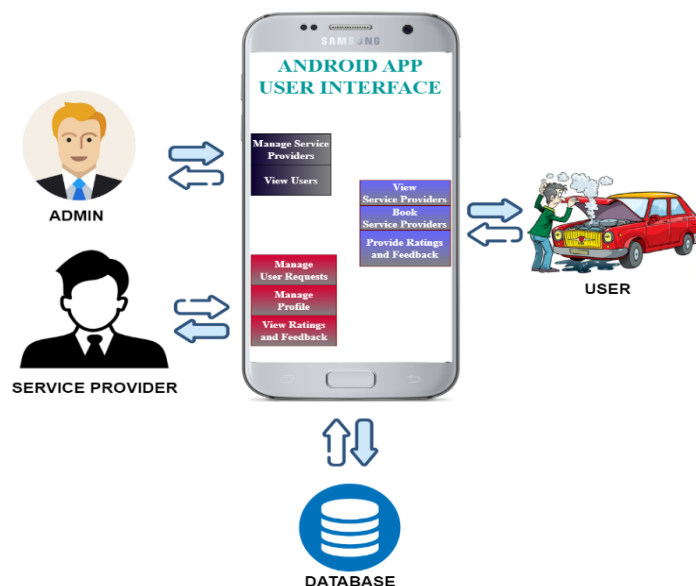 SAMSUNG
ANDROID APP
USER INTERFACE
Manage Service
Providers
View Users
ADMIN
View
Service Providers
Book
Service Providers
Provide Ratings
and Feedback
USER
Manage
User Requests
Manage
Profile
View Ratings
and Feedback
SERVICE PROVIDER
DATABASE